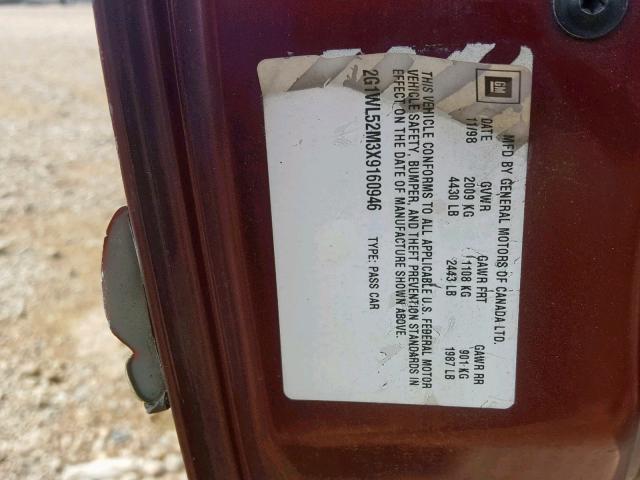 GM
MFD BY GENERAL MOTORS OF CANADA LTD.
DATE GVWR GAWR FRT GAWR RR
11/98 2009 KG 1108 KG 901 KG
4430 LB 2443 LB 1987 LB
THIS VEHICLE CONFORMS TO ALL APPLICABLE U.S. FEDERAL MOTOR
VEHICLE SAFETY, BUMPER, AND THEFT PREVENTION STANDARDS IN
EFFECT ON THE DATE OF MANUFACTURE SHOWN ABOVE.
2G1WL52M3X9160946 TYPE: PASS CAR